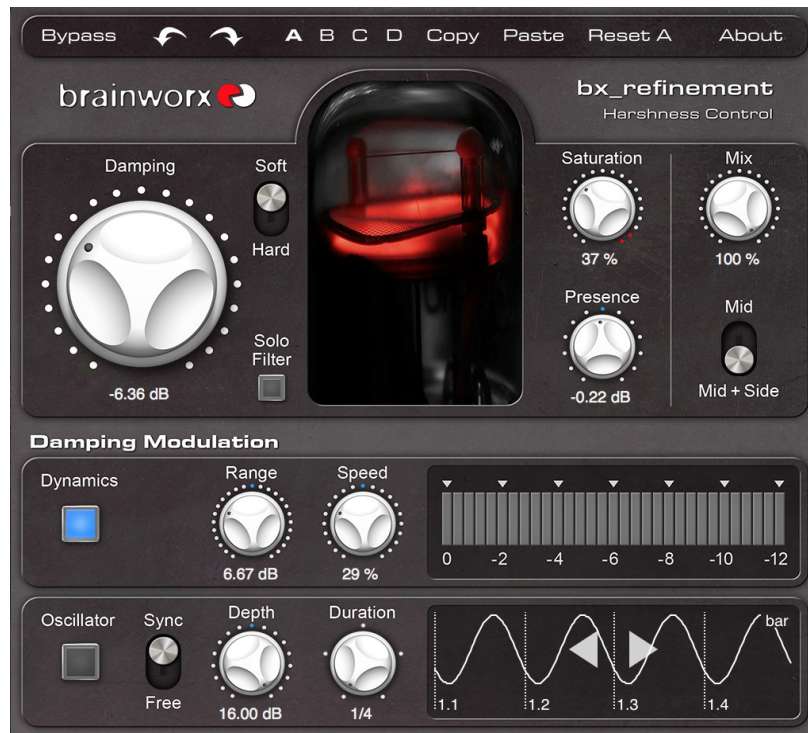 Bypass A B C D Copy Paste Reset A About
brainworx
bx_refinement
Harshness Control
Damping
-6.36 dB
Soft
Hard
Solo
Filter
Saturation
37 %
Mix
100 %
Presence
-0.22 dB
Mid
Mid + Side
Damping Modulation
Dynamics
Range
6.67 dB
Speed
29 %
0 -2 -4 -6 -8 -10 -12
Oscillator
Sync
Free
Depth
16.00 dB
Duration
1/4
bar
1.1 1.2 1.3 1.4